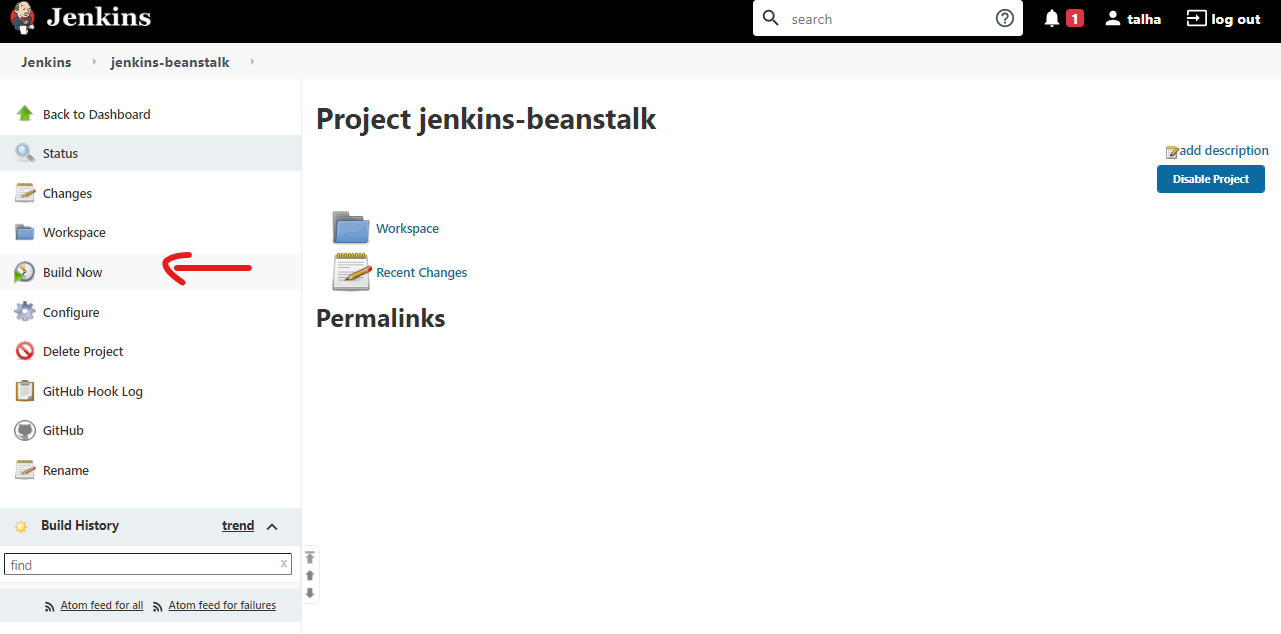 Jenkins
search
1
talha
log out
Jenkins
jenkins-beanstalk
Back to Dashboard
Status
Changes
Workspace
Build Now
Configure
Delete Project
GitHub Hook Log
GitHub
Rename
Build History
trend
find
x
Atom feed for all
Atom feed for failures
Project jenkins-beanstalk
add description
Disable Project
Workspace
Recent Changes
Permalinks